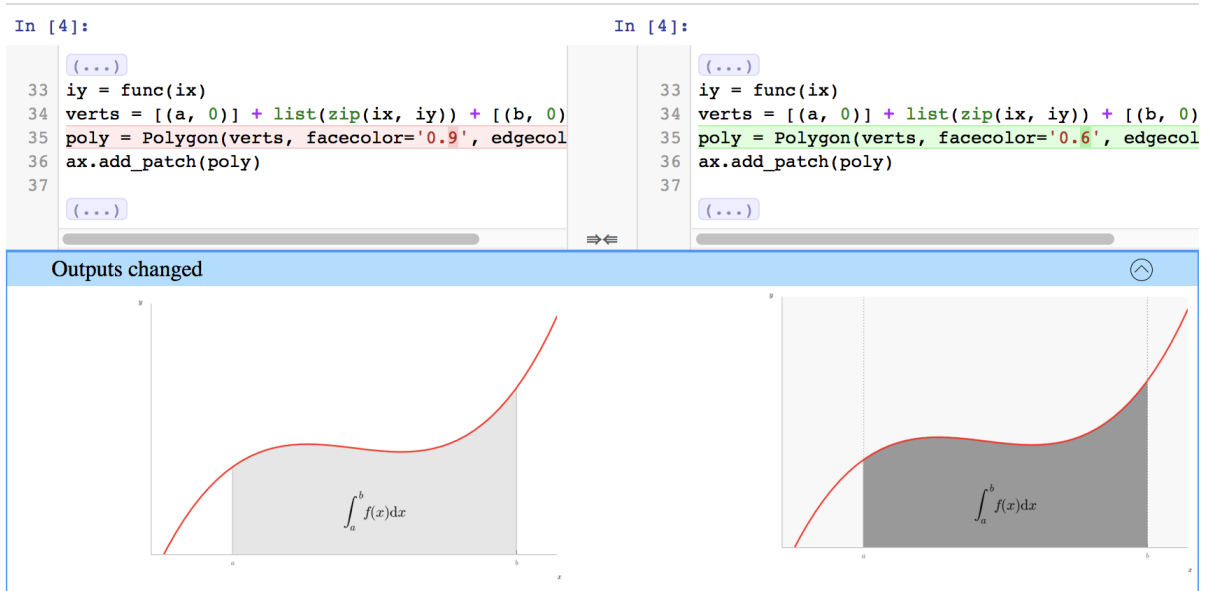 In [4]:
(...)
33 iy = func(ix)
34 verts = [(a, 0)] + list(zip(ix, iy)) + [(b, 0)
35 poly = Polygon(verts, facecolor='0.9', edgecol
36 ax.add_patch(poly)
37
(...)
In [4]:
(...)
33 iy = func(ix)
34 verts = [(a, 0)] + list(zip(ix, iy)) + [(b, 0)
35 poly = Polygon(verts, facecolor='0.6', edgecol
36 ax.add_patch(poly)
37
(...)
Outputs changed
y
∫_a^b f(x)dx
a b
x
y
∫_a^b f(x)dx
a b
x